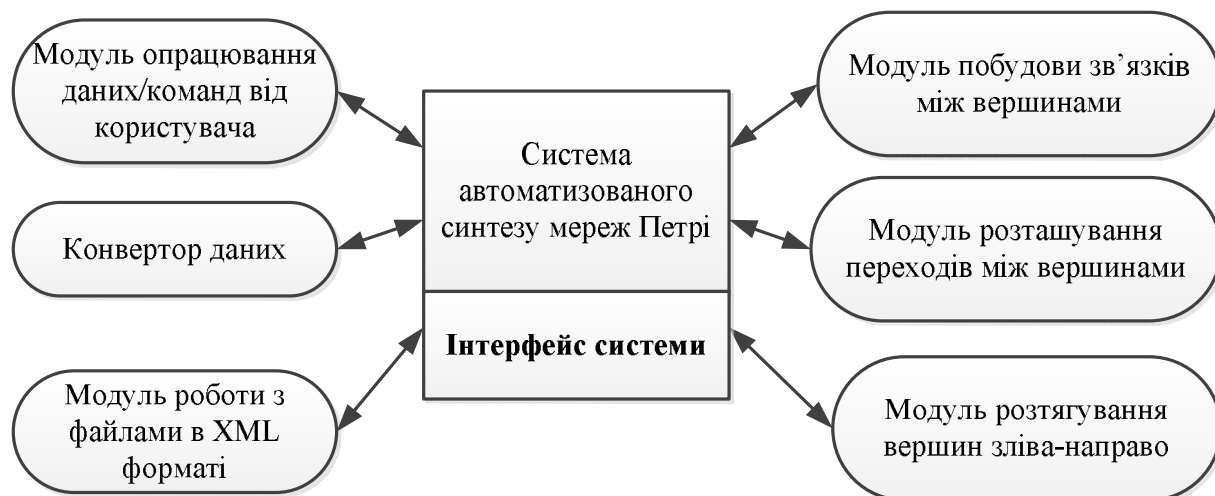 Модуль опрацювання
даних/команд від
користувача
Конвертор даних
Модуль роботи з
файлами в XML
форматі
Система
автоматизованого
синтезу мереж Петрі
Інтерфейс системи
Модуль побудови зв’язків
між вершинами
Модуль розташування
переходів між вершинами
Модуль розтягування
вершин зліва-направо